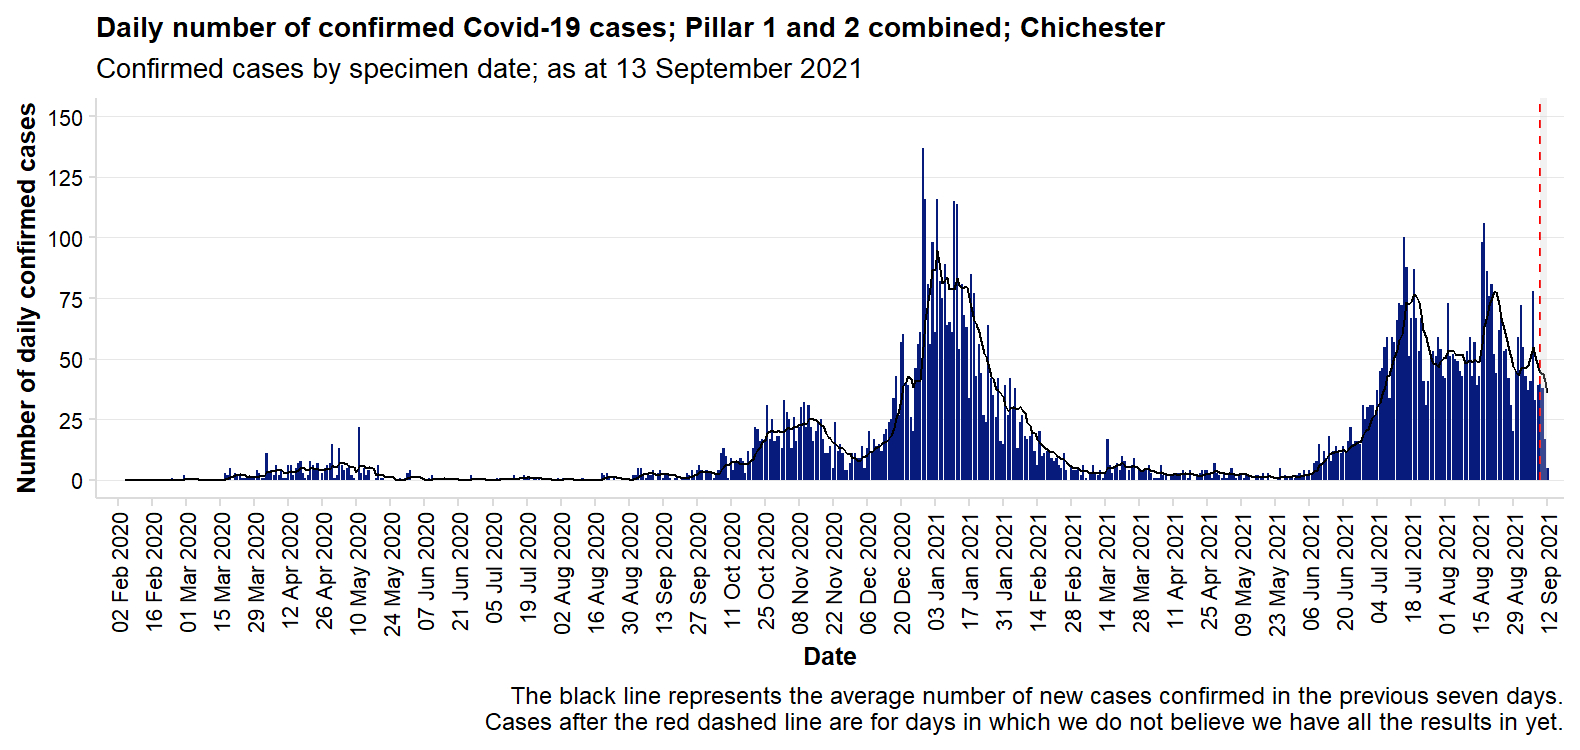 Daily number of confirmed Covid-19 cases; Pillar 1 and 2 combined; Chichester
Confirmed cases by specimen date; as at 13 September 2021
Number of daily confirmed cases
150
125
100
75
50
25
0
02 Feb 2020
16 Feb 2020
01 Mar 2020
15 Mar 2020
29 Mar 2020
12 Apr 2020
26 Apr 2020
10 May 2020
24 May 2020
07 Jun 2020
21 Jun 2020
05 Jul 2020
19 Jul 2020
02 Aug 2020
16 Aug 2020
30 Aug 2020
13 Sep 2020
27 Sep 2020
11 Oct 2020
25 Oct 2020
08 Nov 2020
22 Nov 2020
06 Dec 2020
20 Dec 2020
03 Jan 2021
17 Jan 2021
31 Jan 2021
14 Feb 2021
28 Feb 2021
14 Mar 2021
28 Mar 2021
11 Apr 2021
25 Apr 2021
09 May 2021
23 May 2021
06 Jun 2021
20 Jun 2021
04 Jul 2021
18 Jul 2021
01 Aug 2021
15 Aug 2021
29 Aug 2021
12 Sep 2021
Date
The black line represents the average number of new cases confirmed in the previous seven days.
Cases after the red dashed line are for days in which we do not believe we have all the results in yet.